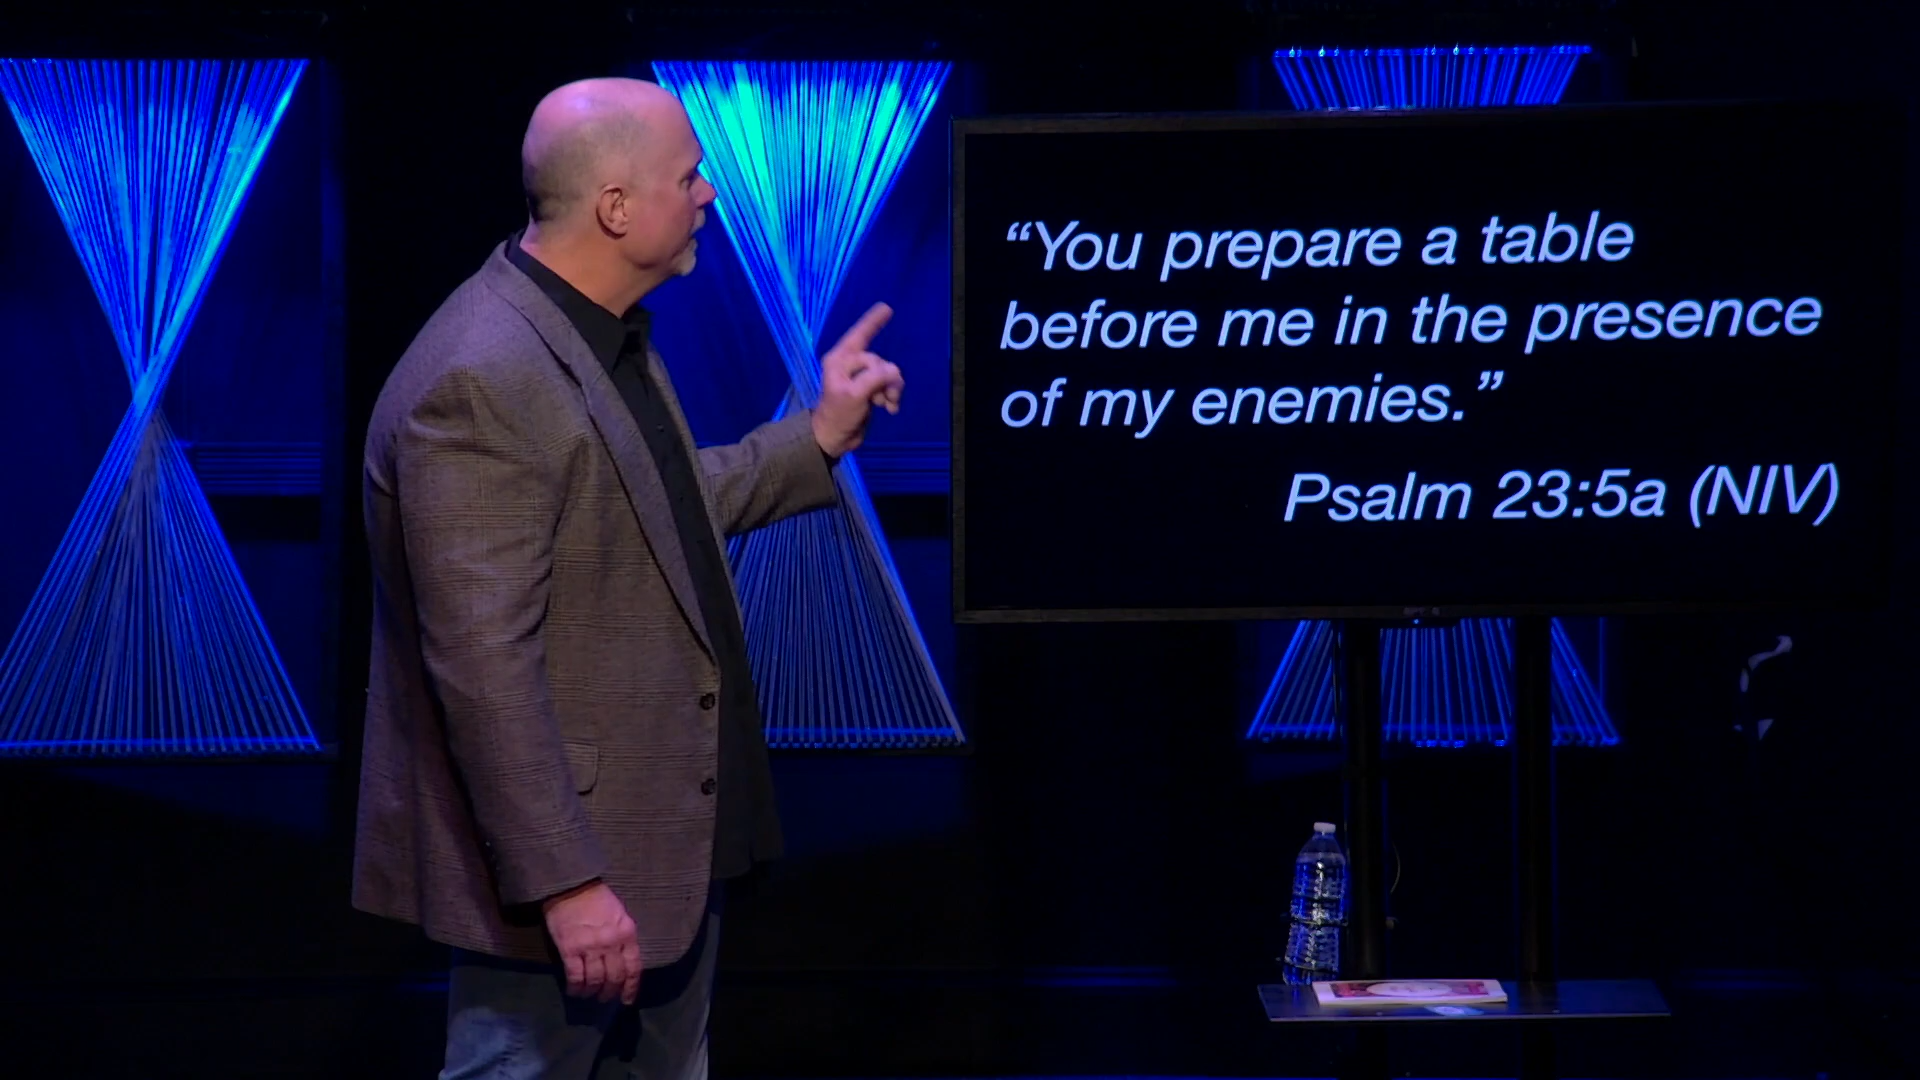 “You prepare a table
before me in the presence
of my enemies.”
Psalm 23:5a (NIV)